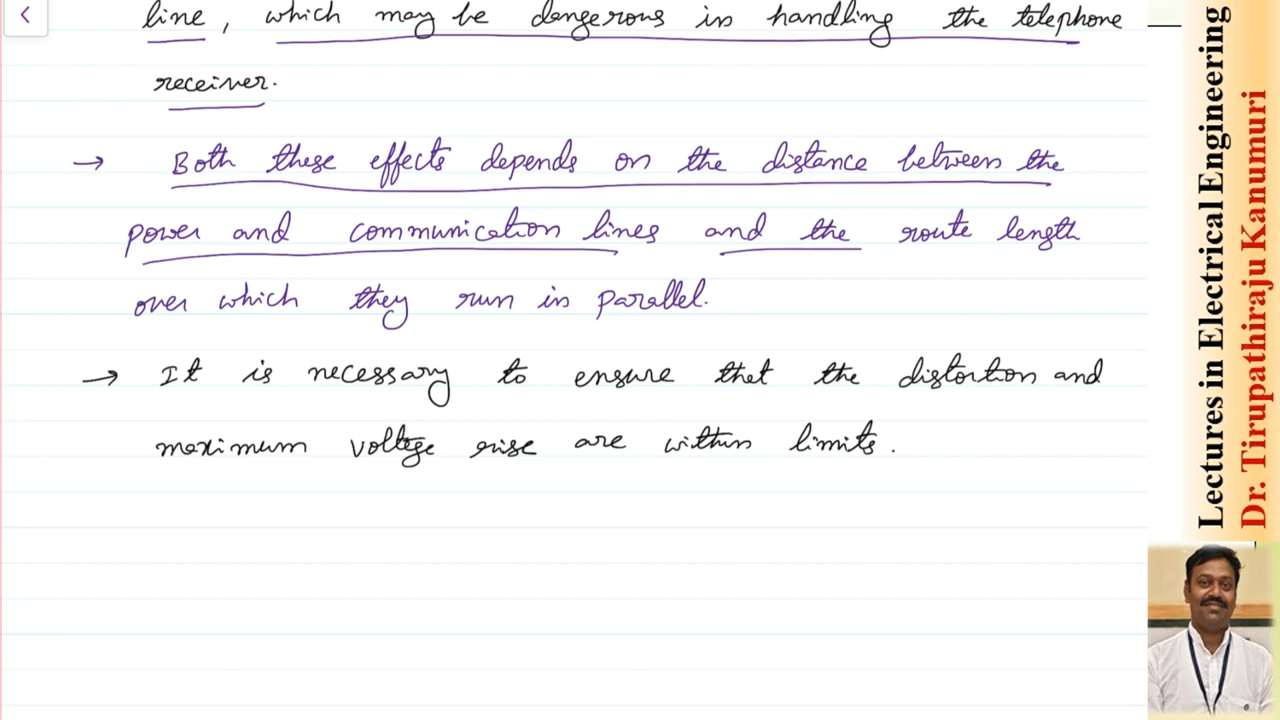 line, which may be dangerous in handling the telephone
receiver.
→ Both these effects depends on the distance between the
power and communication lines and the route length
over which they run in parallel.
→ It is necessary to ensure that the distortion and
maximum voltage rise are within limits.
Lectures in Electrical Engineering
Dr. Tirupathiraju Kanumuri